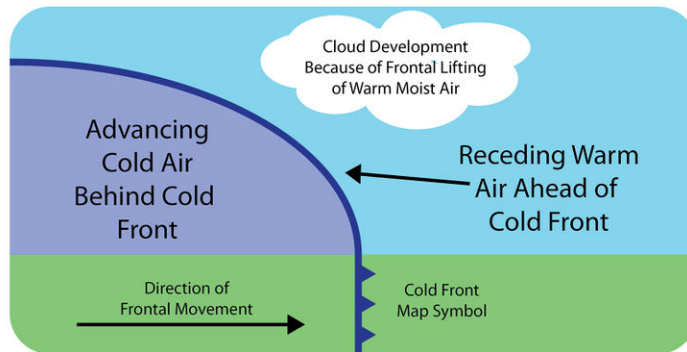 Cloud Development
Because of Frontal Lifting
of Warm Moist Air
Advancing
Cold Air
Behind Cold
Front
Receding Warm
Air Ahead of
Cold Front
Direction of
Frontal Movement
Cold Front
Map Symbol